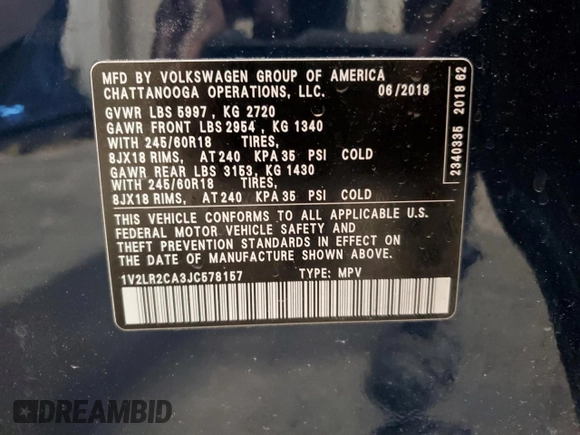 MFD BY VOLKSWAGEN GROUP OF AMERICA
CHATTANOOGA OPERATIONS, LLC. 06/2018
GVWR LBS 5997 , KG 2720
GAWR FRONT LBS 2954 , KG 1340
WITH 245/60R18 TIRES,
8JX18 RIMS, AT 240 KPA 35 PSI COLD
GAWR REAR LBS 3153, KG 1430
WITH 245/60R18 TIRES,
8JX18 RIMS, AT 240 KPA 35 PSI COLD
THIS VEHICLE CONFORMS TO ALL APPLICABLE U.S.
FEDERAL MOTOR VEHICLE SAFETY AND
THEFT PREVENTION STANDARDS IN EFFECT ON
THE DATE OF MANUFACTURE SHOWN ABOVE.
1V2LR2CA3JC578157 TYPE: MPV
2340335 2018 62
DREAMBID